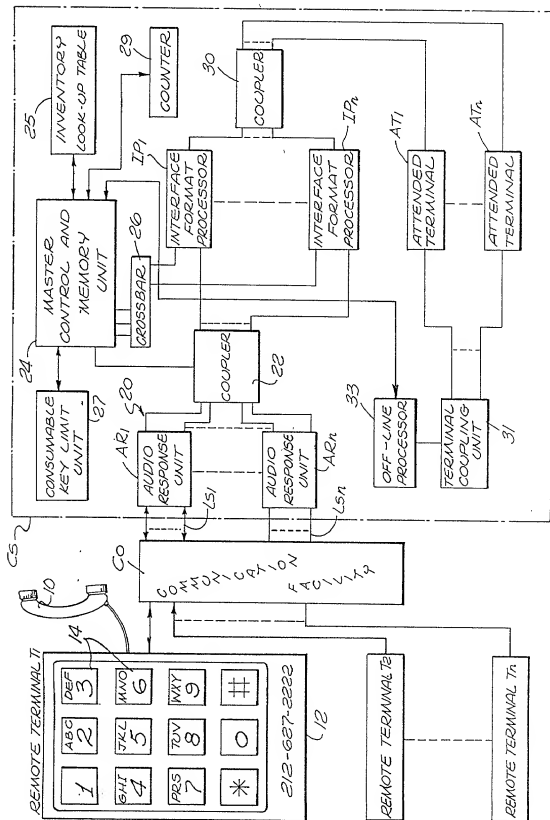 REMOTE TERMINAL T1
10
14
1
ABC
2
DEF
3
GHI
4
JKL
5
MNO
6
PRS
7
TUV
8
WXY
9
*
0
#
212-627-2222
12
REMOTE TERMINAL T2
REMOTE TERMINAL Tn
CO
COMMUNICATION
FACILITY
CS
CONSUMABLE
KEY LIMIT
UNIT
27
24
MASTER
CONTROL AND
MEMORY
UNIT
25
INVENTORY
LOOK-UP TABLE
29
COUNTER
26
CROSSBAR
20
AR1
AUDIO
RESPONSE
UNIT
LS1
AUDIO
RESPONSE
UNIT
ARn
LSn
COUPLER
22
IP1
INTERFACE
FORMAT
PROCESSOR
INTERFACE
FORMAT
PROCESSOR
IPn
30
COUPLER
33
OFF-LINE
PROCESSOR
TERMINAL
COUPLING
UNIT
31
AT1
ATTENDED
TERMINAL
ATn
ATTENDED
TERMINAL